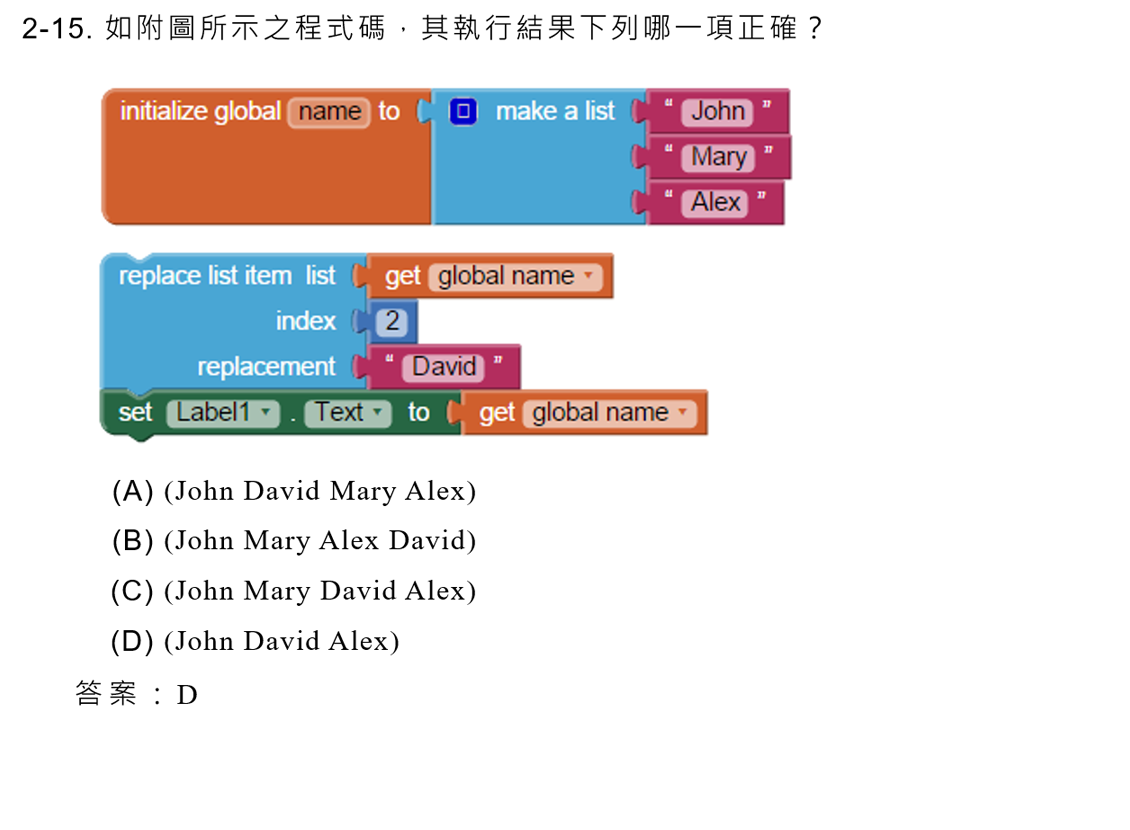 2-15. 如附圖所示之程式碼，其執行結果下列哪一項正確？
initialize global name to make a list " John "
" Mary "
" Alex "
replace list item list get global name
index 2
replacement " David "
set Label1 . Text to get global name
(A) (John David Mary Alex)
(B) (John Mary Alex David)
(C) (John Mary David Alex)
(D) (John David Alex)
答案：D